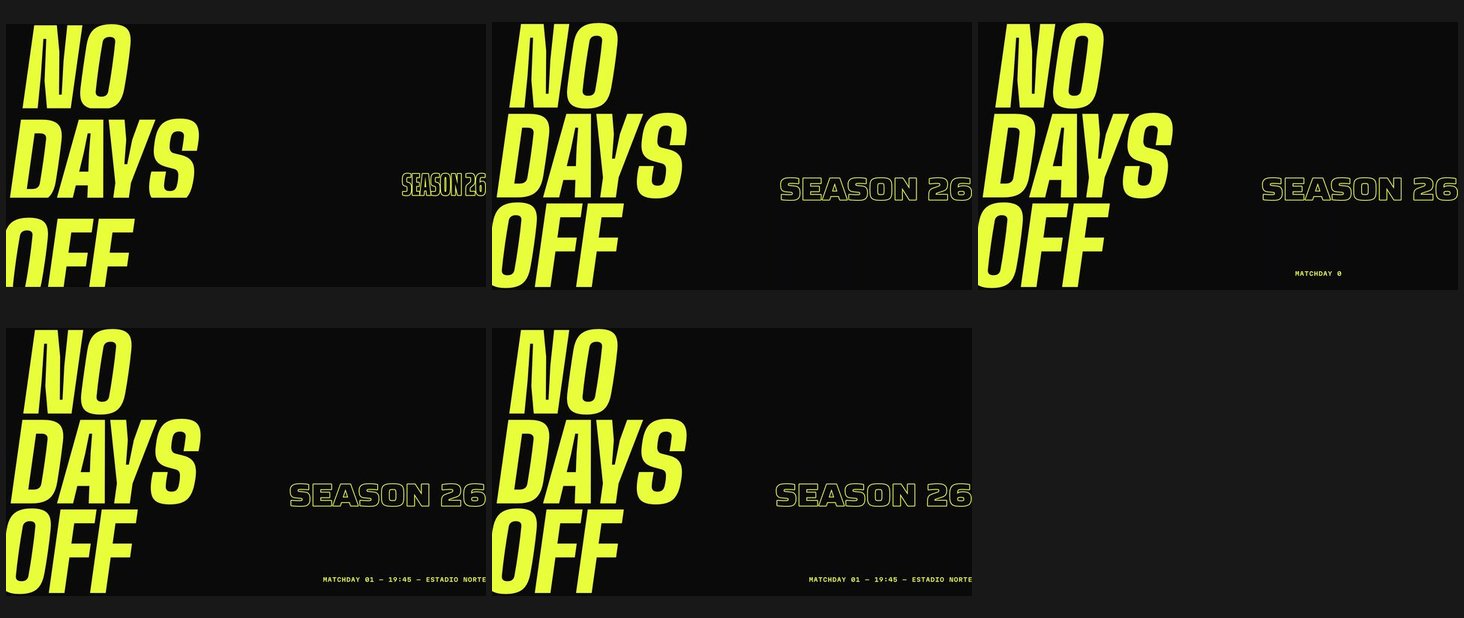 NO
DAYS
OFF
SEASON 26
NO
DAYS
OFF
SEASON 26
NO
DAYS
OFF
SEASON 26
MATCHDAY 0
NO
DAYS
OFF
SEASON 26
MATCHDAY 01 — 19:45 — ESTADIO NORTE
NO
DAYS
OFF
SEASON 26
MATCHDAY 01 — 19:45 — ESTADIO NORTE